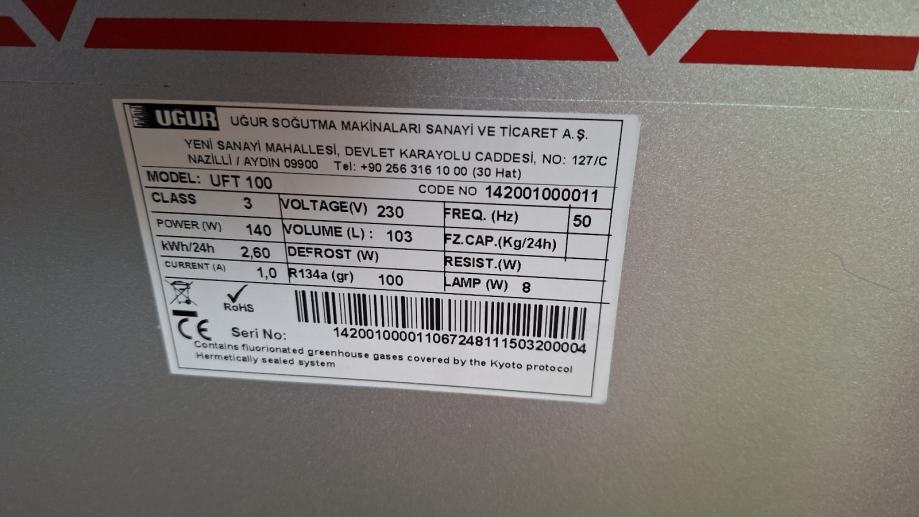 UĞUR UĞUR SOĞUTMA MAKİNALARI SANAYİ VE TİCARET A.Ş.
YENİ SANAYİ MAHALLESİ, DEVLET KARAYOLU CADDESİ, NO: 127/C
NAZİLLİ / AYDIN 09900 Tel: +90 256 316 10 00 (30 Hat)
MODEL: UFT 100 CODE NO 142001000011
CLASS 3 VOLTAGE(V) 230 FREQ. (Hz) 50
POWER (W) 140 VOLUME (L) : 103 FZ.CAP.(Kg/24h)
kWh/24h 2,60 DEFROST (W) RESIST.(W)
CURRENT (A) 1,0 R134a (gr) 100 LAMP (W) 8
RoHS
CE Seri No: 142001000011067248111503200004
Contains fluorionated greenhouse gases covered by the Kyoto protocol
Hermetically sealed system